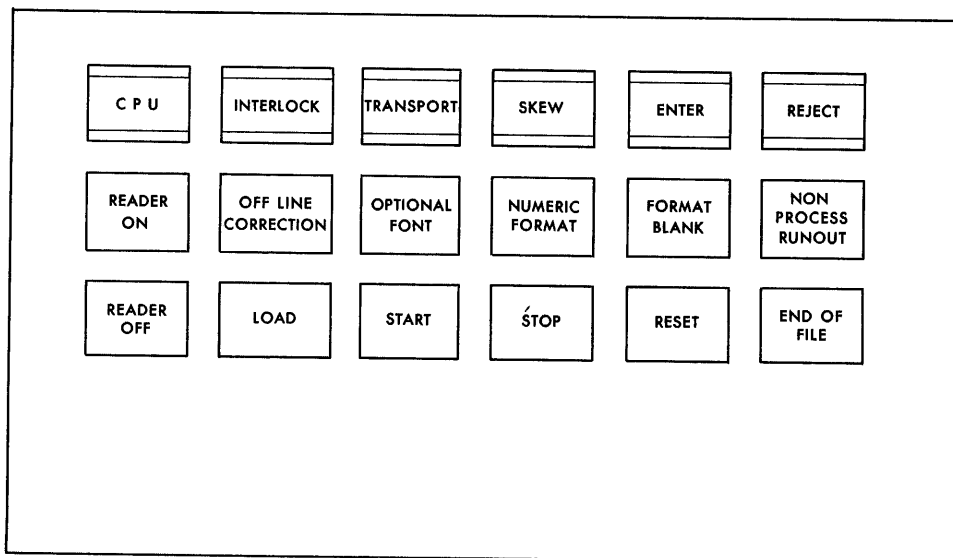 CPU INTERLOCK TRANSPORT SKEW ENTER REJECT
READER ON
OFF LINE CORRECTION
OPTIONAL FONT
NUMERIC FORMAT
FORMAT BLANK
NON PROCESS RUNOUT
READER OFF
LOAD
START
STOP
RESET
END OF FILE